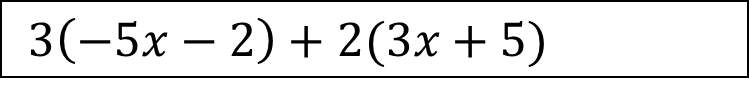 3(−5x − 2) + 2(3x + 5)